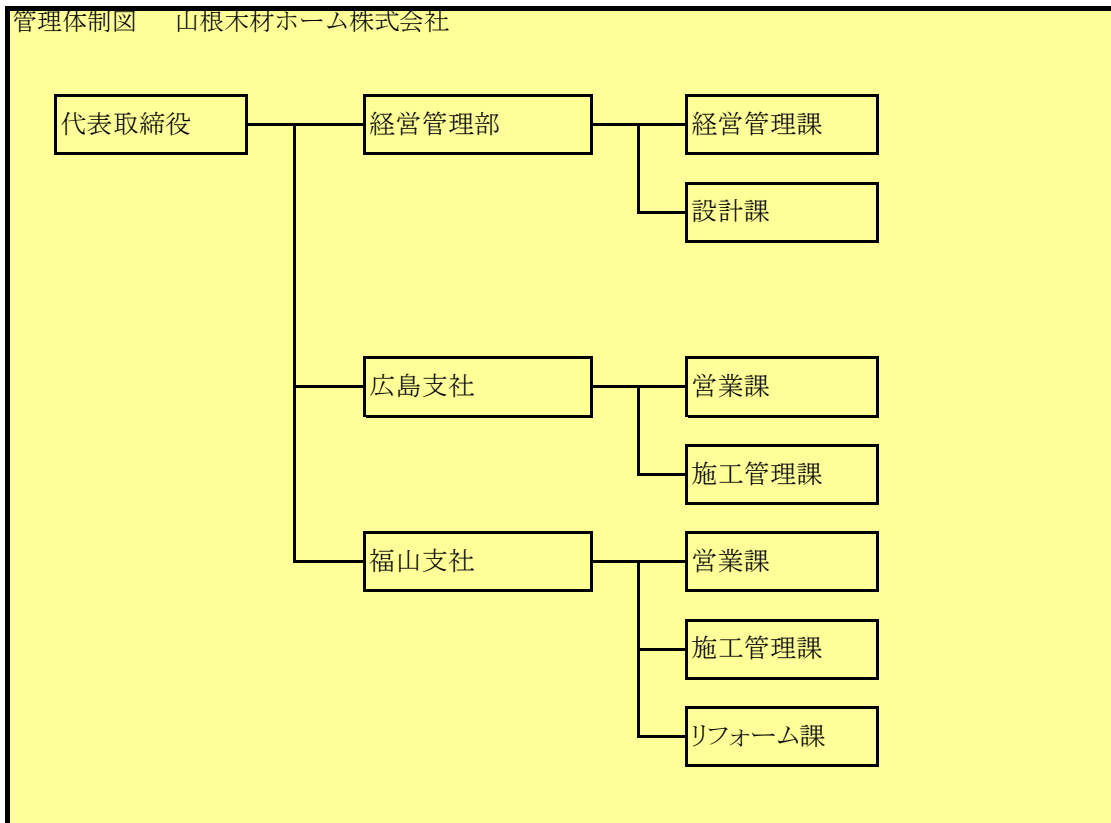 管理体制図　山根木材ホーム株式会社
代表取締役
経営管理部
経営管理課
設計課
広島支社
営業課
施工管理課
福山支社
営業課
施工管理課
リフォーム課